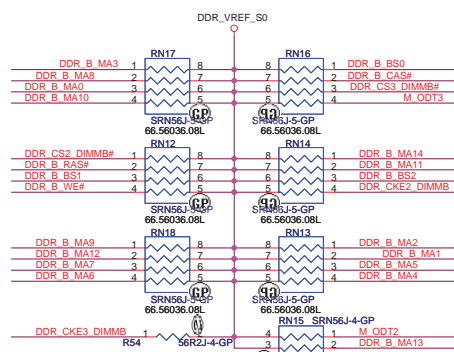 DDR_VREF_S0
RN17 RN16
DDR_B_MA3 1 8 8 1 DDR_B_BS0
DDR_B_MA8 2 7 7 2 DDR_B_CAS#
DDR_B_MA0 3 6 6 3 DDR_CS3_DIMMB#
DDR_B_MA10 4 5 5 4 M_ODT3
SRN56J-5-GP GP GP SRN56J-5-GP
66.56036.08L 66.56036.08L
RN12 RN14
DDR_CS2_DIMMB# 1 8 8 1 DDR_B_MA14
DDR_B_RAS# 2 7 7 2 DDR_B_MA11
DDR_B_BS1 3 6 6 3 DDR_B_BS2
DDR_B_WE# 4 5 5 4 DDR_CKE2_DIMMB
SRN56J-5-GP GP GP SRN56J-5-GP
66.56036.08L 66.56036.08L
RN18 RN13
DDR_B_MA9 1 8 8 1 DDR_B_MA2
DDR_B_MA12 2 7 7 2 DDR_B_MA1
DDR_B_MA7 3 6 6 3 DDR_B_MA5
DDR_B_MA6 4 5 5 4 DDR_B_MA4
SRN56J-5-GP GP GP SRN56J-5-GP
66.56036.08L 66.56036.08L
RN15 SRN56J-4-GP
DDR_CKE3_DIMMB 1 4 1 M_ODT2
R54 56R2J-4-GP 3 2 DDR_B_MA13